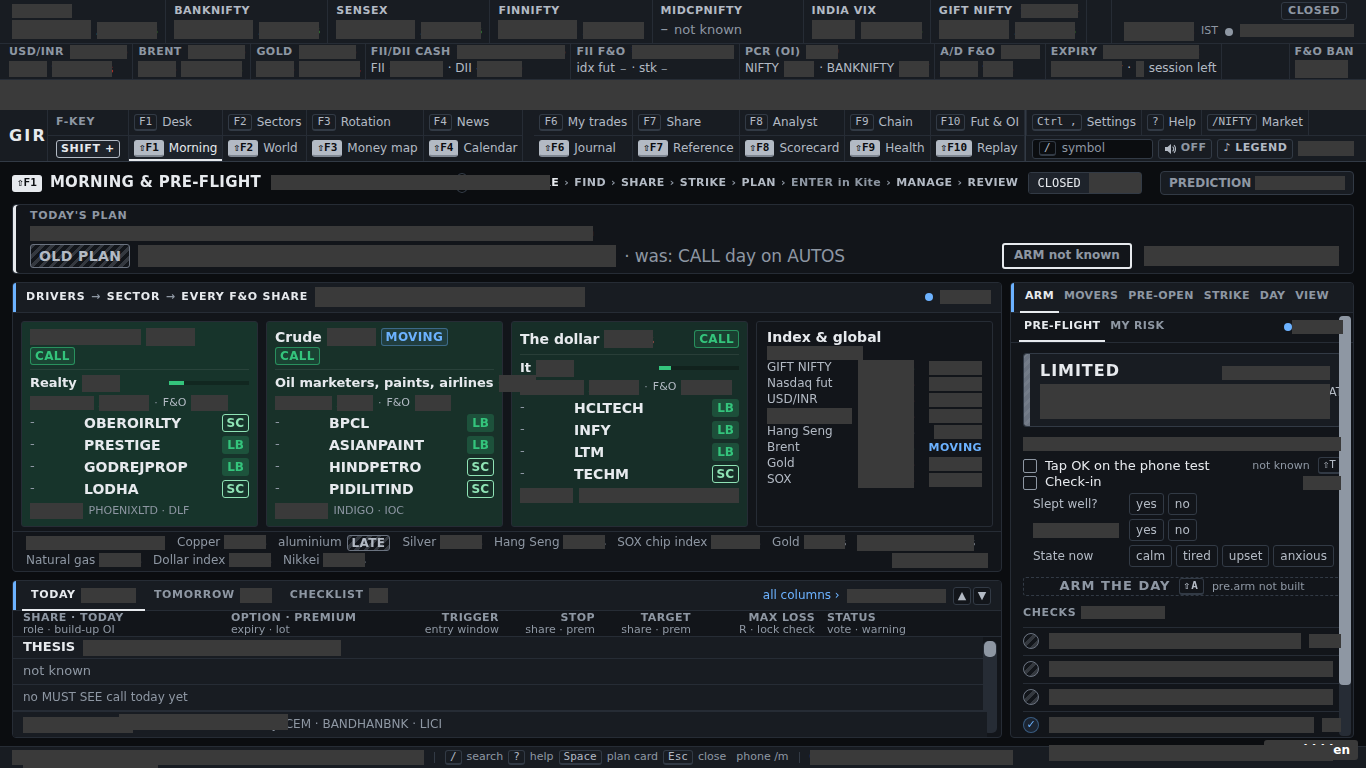 BANKNIFTY SENSEX FINNIFTY MIDCPNIFTY INDIA VIX GIFT NIFTY CLOSED
– not known IST
USD/INR BRENT GOLD FII/DII CASH FII F&O PCR (OI) A/D F&O EXPIRY F&O BAN
FII · DII idx fut – · stk – NIFTY · BANKNIFTY · session left
GIR F-KEY F1 Desk F2 Sectors F3 Rotation F4 News F6 My trades F7 Share F8 Analyst F9 Chain F10 Fut & OI Ctrl , Settings ? Help /NIFTY Market
SHIFT + ⇧F1 Morning ⇧F2 World ⇧F3 Money map ⇧F4 Calendar ⇧F6 Journal ⇧F7 Reference ⇧F8 Scorecard ⇧F9 Health ⇧F10 Replay / symbol OFF ♪ LEGEND
⇧F1 MORNING & PRE-FLIGHT › FIND › SHARE › STRIKE › PLAN › ENTER in Kite › MANAGE › REVIEW CLOSED PREDICTION
TODAY'S PLAN
OLD PLAN · was: CALL day on AUTOS ARM not known
DRIVERS → SECTOR → EVERY F&O SHARE
CALL
Realty
· F&O
- OBEROIRLTY SC
- PRESTIGE LB
- GODREJPROP LB
- LODHA SC
PHOENIXLTD · DLF
Crude MOVING
CALL
Oil marketers, paints, airlines
· F&O
- BPCL LB
- ASIANPAINT LB
- HINDPETRO SC
- PIDILITIND SC
INDIGO · IOC
The dollar CALL
It
· F&O
- HCLTECH LB
- INFY LB
- LTM LB
- TECHM SC
Index & global
GIFT NIFTY
Nasdaq fut
USD/INR
Hang Seng
Brent MOVING
Gold
SOX
Copper aluminium LATE Silver Hang Seng SOX chip index Gold
Natural gas Dollar index Nikkei
TODAY TOMORROW CHECKLIST all columns › ▲ ▼
SHARE · TODAY OPTION · PREMIUM TRIGGER STOP TARGET MAX LOSS STATUS
role · build-up OI expiry · lot entry window share · prem share · prem R · lock check vote · warning
THESIS
not known
no MUST SEE call today yet
· BANDHANBNK · LICI
ARM MOVERS PRE-OPEN STRIKE DAY VIEW
PRE-FLIGHT MY RISK
LIMITED
Tap OK on the phone test not known ⇧T
Check-in
Slept well? yes no
yes no
State now calm tired upset anxious
ARM THE DAY ⇧A pre.arm not built
CHECKS
/ search ? help Space plan card Esc close phone /m